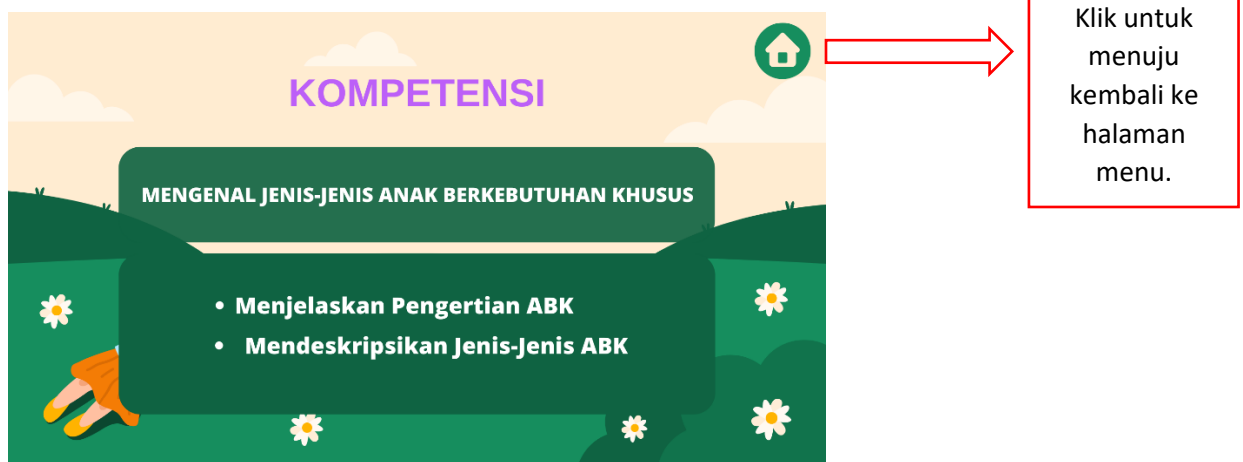 KOMPETENSI
MENGENAL JENIS-JENIS ANAK BERKEBUTUHAN KHUSUS
• Menjelaskan Pengertian ABK
• Mendeskripsikan Jenis-Jenis ABK
Klik untuk
menuju
kembali ke
halaman
menu.